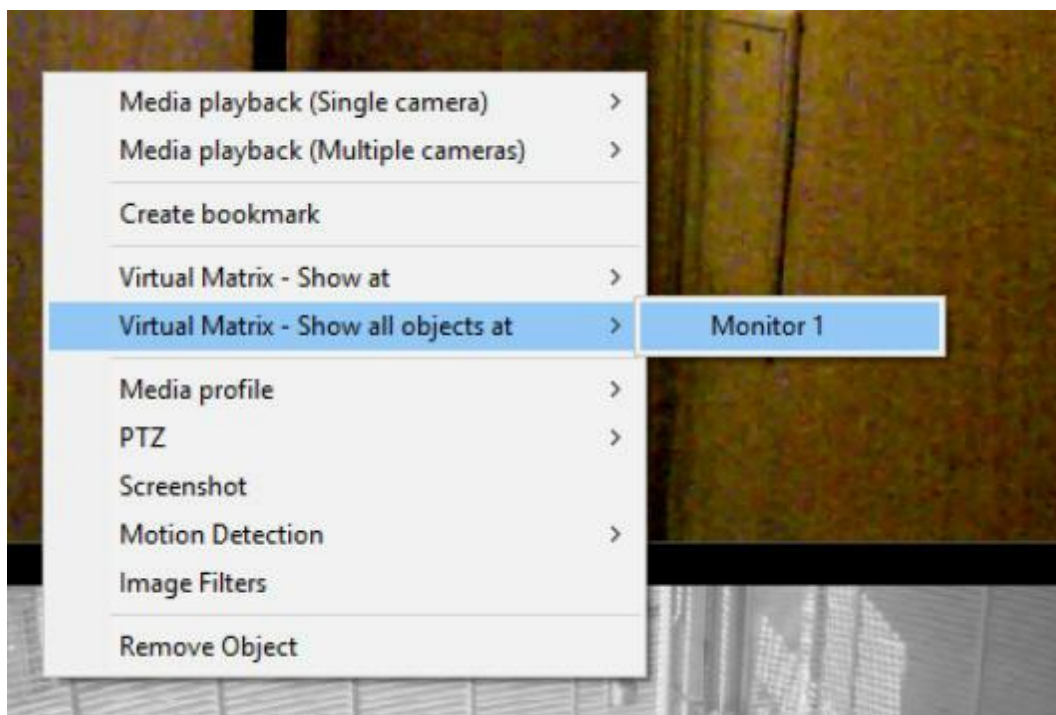 Media playback (Single camera)
Media playback (Multiple cameras)
Create bookmark
Virtual Matrix - Show at
Virtual Matrix - Show all objects at
Monitor 1
Media profile
PTZ
Screenshot
Motion Detection
Image Filters
Remove Object